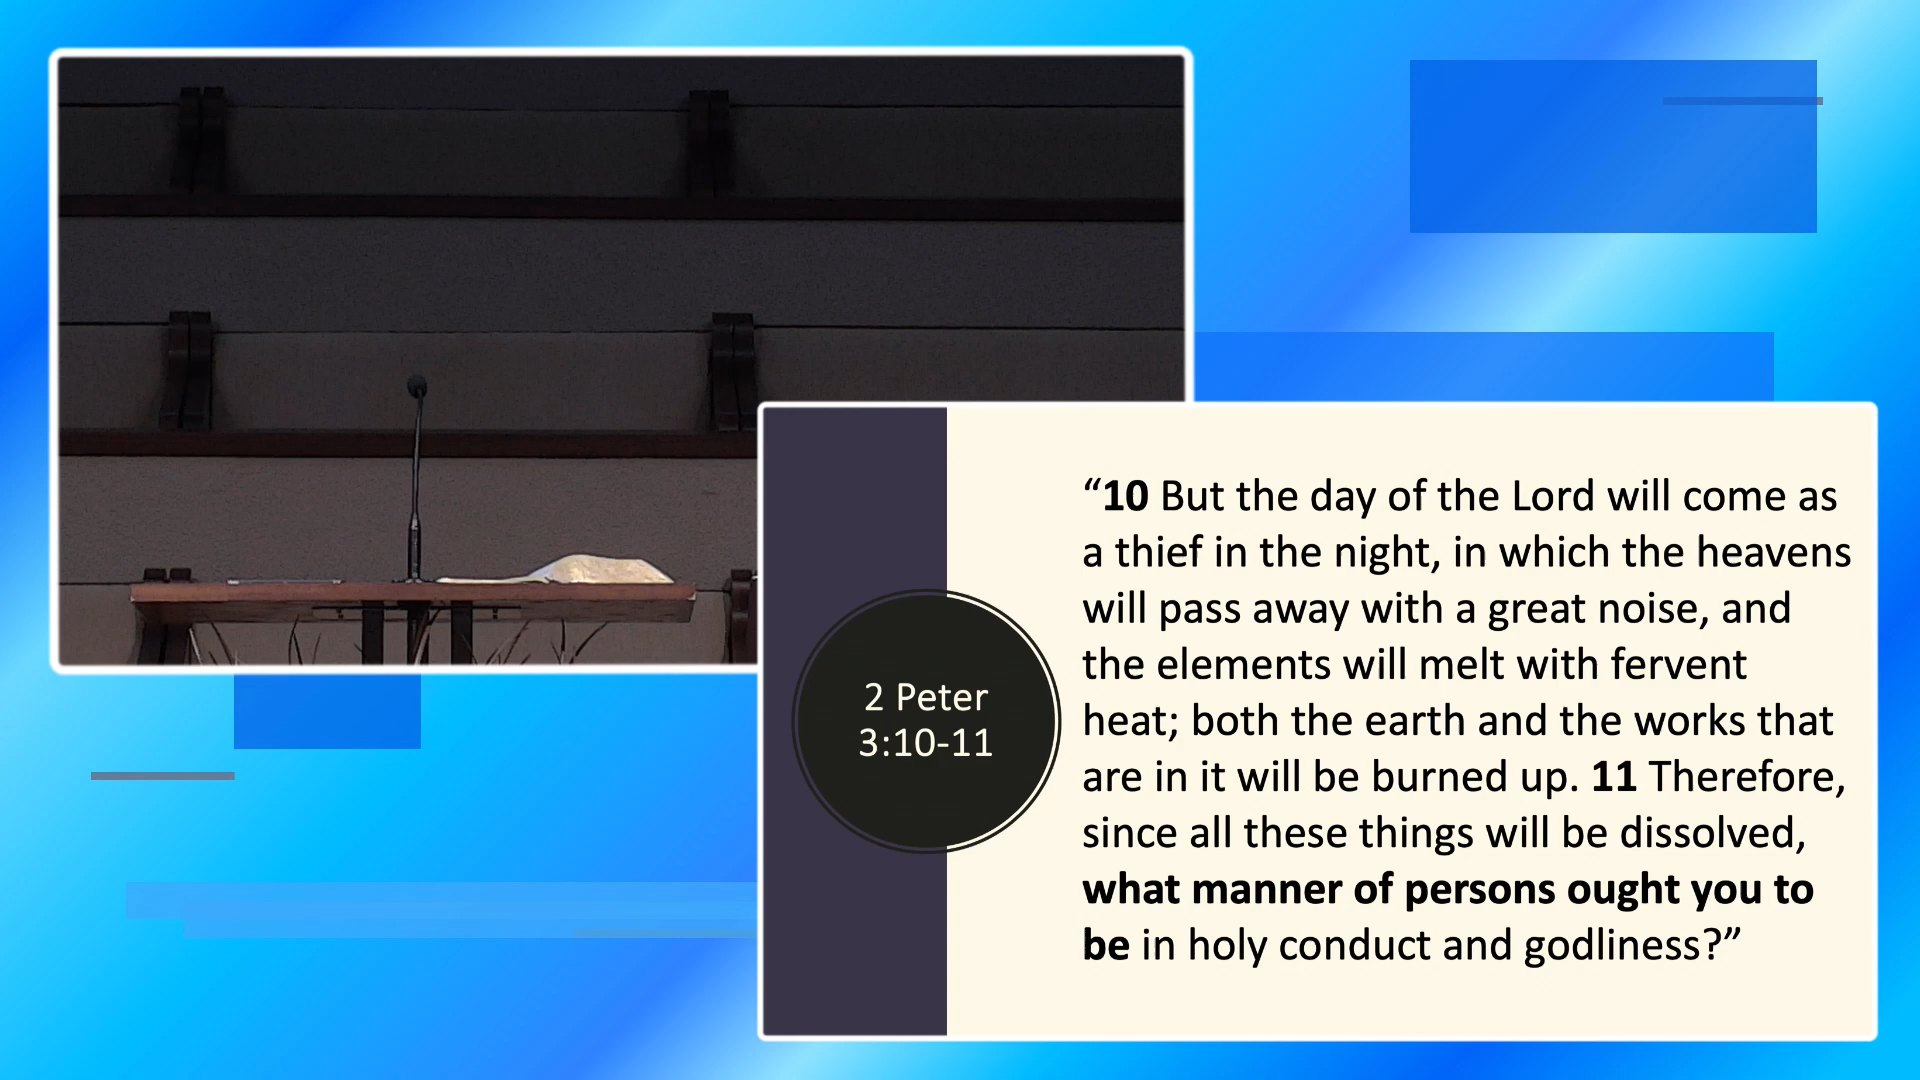 2 Peter
3:10-11
“10 But the day of the Lord will come as
a thief in the night, in which the heavens
will pass away with a great noise, and
the elements will melt with fervent
heat; both the earth and the works that
are in it will be burned up. 11 Therefore,
since all these things will be dissolved,
what manner of persons ought you to
be in holy conduct and godliness?”